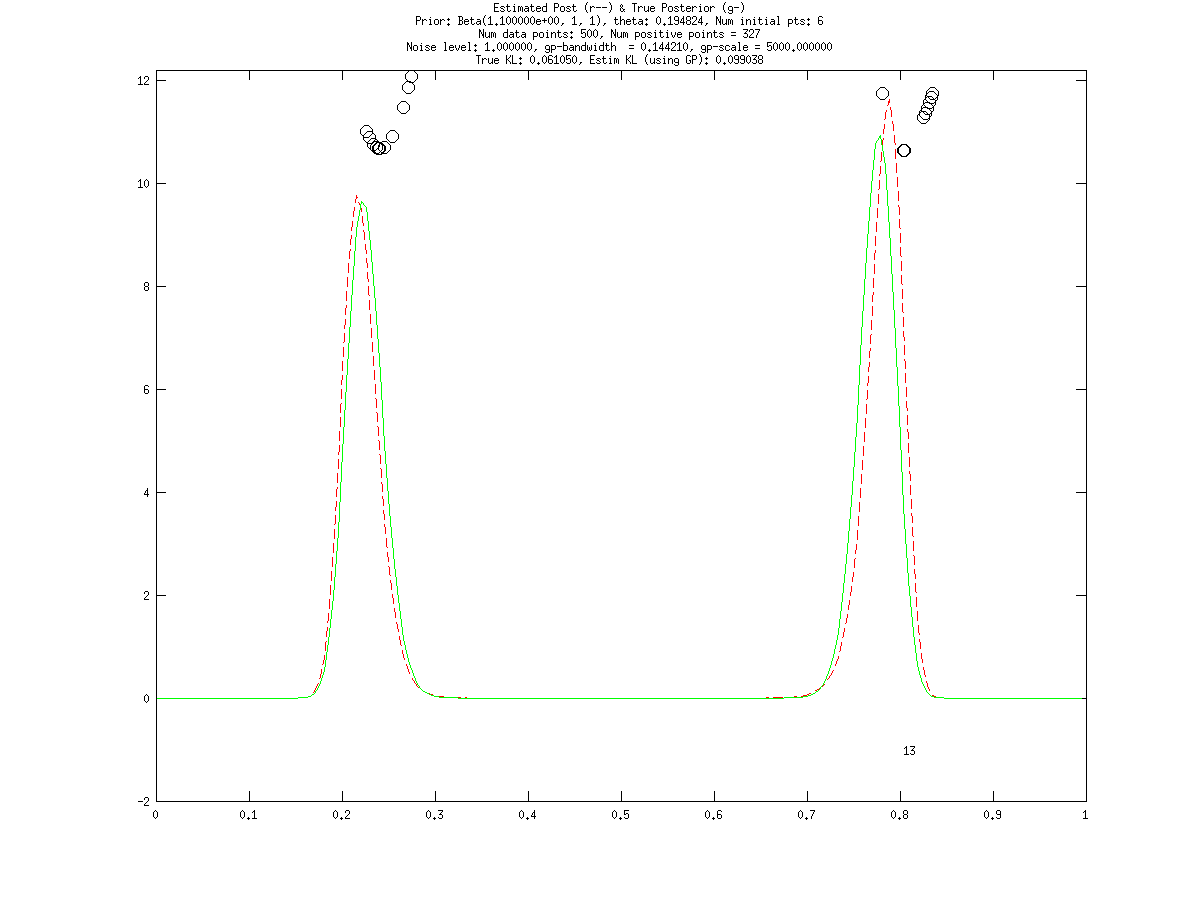 Estimated Post (r--) & True Posterior (g-)
Prior: Beta(1.100000e+00, 1, 1), theta: 0.194824, Num initial pts: 6
Num data points: 500, Num positive points = 327
Noise level: 1.000000, gp-bandwidth  = 0.144210, gp-scale = 5000.000000
True KL: 0.061050, Estim KL (using GP): 0.099038
12
10
8
6
4
2
0
13
-2
0 0.1 0.2 0.3 0.4 0.5 0.6 0.7 0.8 0.9 1